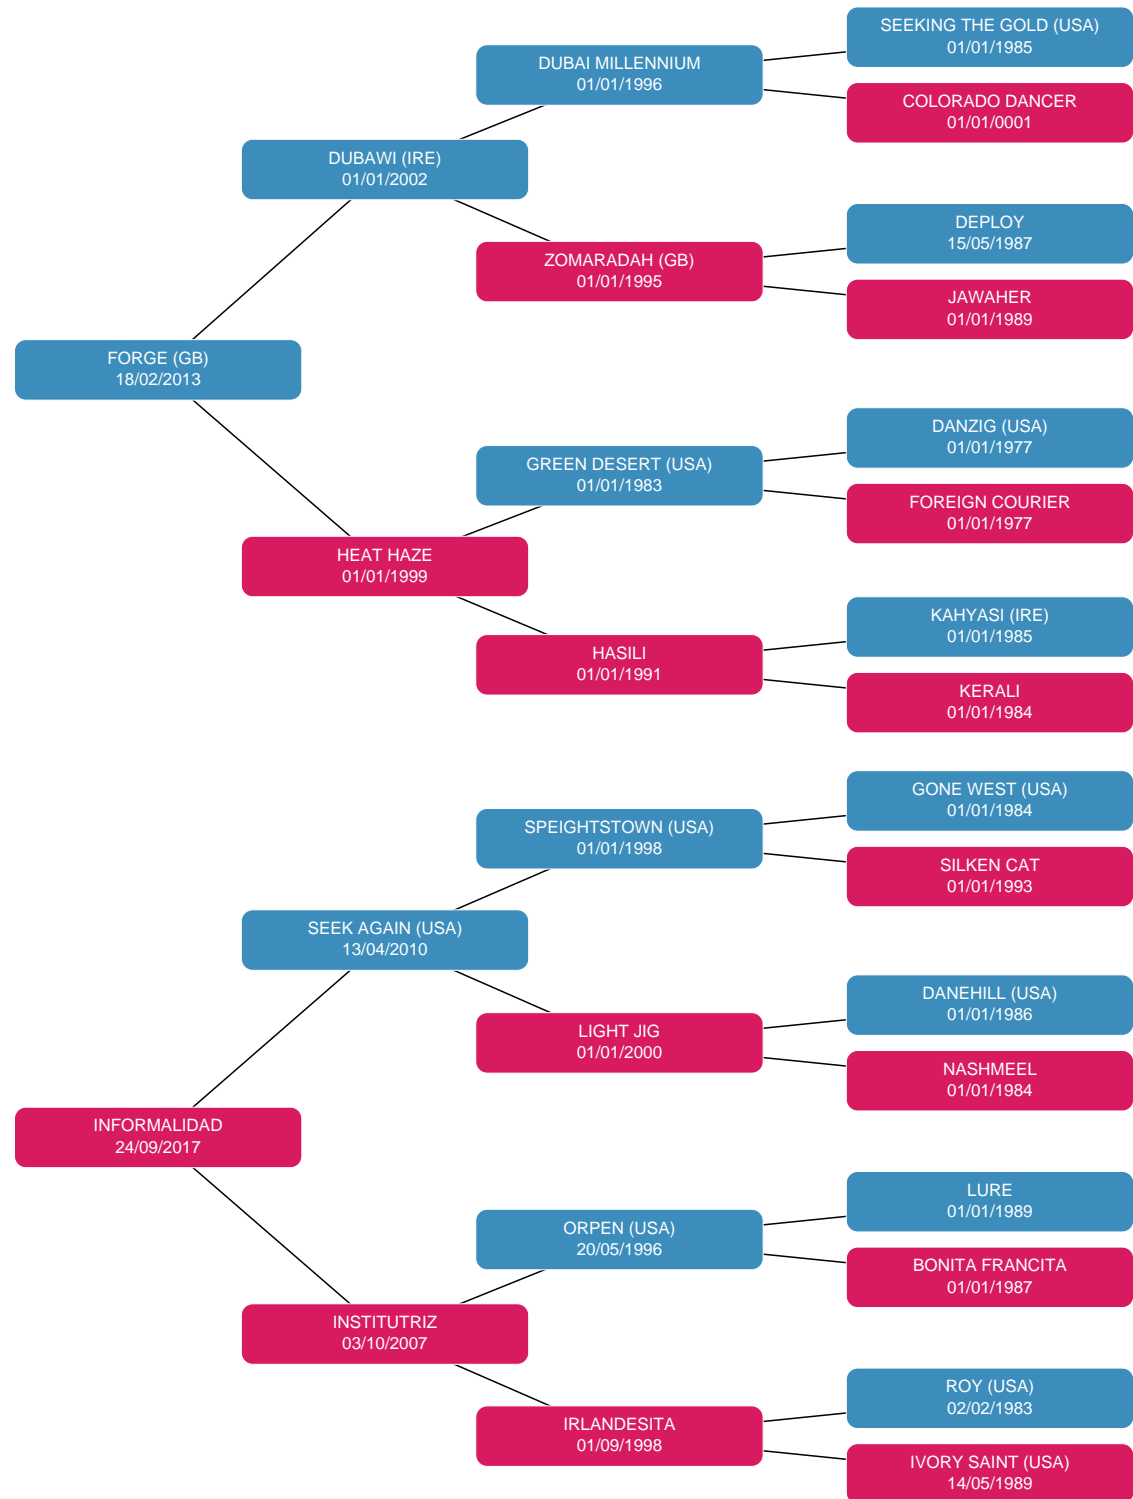 SEEKING THE GOLD (USA)
01/01/1985
DUBAI MILLENNIUM
01/01/1996
COLORADO DANCER
01/01/0001
DUBAWI (IRE)
01/01/2002
DEPLOY
15/05/1987
ZOMARADAH (GB)
01/01/1995
JAWAHER
01/01/1989
FORGE (GB)
18/02/2013
DANZIG (USA)
01/01/1977
GREEN DESERT (USA)
01/01/1983
FOREIGN COURIER
01/01/1977
HEAT HAZE
01/01/1999
KAHYASI (IRE)
01/01/1985
HASILI
01/01/1991
KERALI
01/01/1984
GONE WEST (USA)
01/01/1984
SPEIGHTSTOWN (USA)
01/01/1998
SILKEN CAT
01/01/1993
SEEK AGAIN (USA)
13/04/2010
DANEHILL (USA)
01/01/1986
LIGHT JIG
01/01/2000
NASHMEEL
01/01/1984
INFORMALIDAD
24/09/2017
LURE
01/01/1989
ORPEN (USA)
20/05/1996
BONITA FRANCITA
01/01/1987
INSTITUTRIZ
03/10/2007
ROY (USA)
02/02/1983
IRLANDESITA
01/09/1998
IVORY SAINT (USA)
14/05/1989